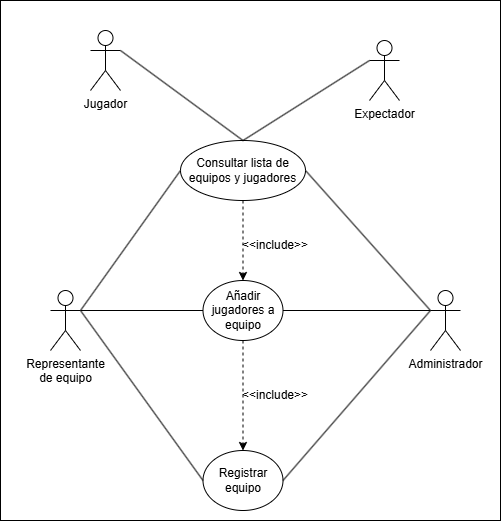 Jugador
Expectador
Consultar lista de
equipos y jugadores
<<include>>
Añadir
jugadores a
equipo
Representante
de equipo
Administrador
<<include>>
Registrar
equipo